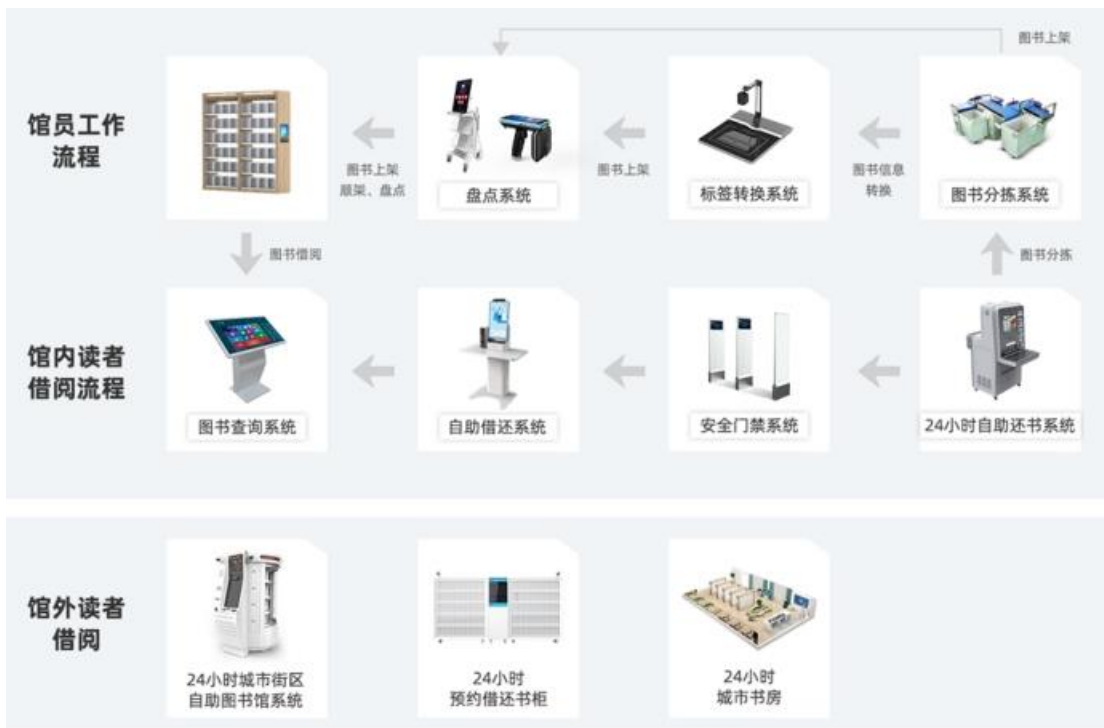 图书上架
馆员工作
流程
图书上架
顺架、盘点
盘点系统
图书上架
标签转换系统
图书信息
转换
图书分拣系统
图书借阅
图书分拣
馆内读者
借阅流程
图书查询系统
自助借还系统
安全门禁系统
24小时自助还书系统
馆外读者
借阅
24小时城市街区
自助图书馆系统
24小时
预约借还书柜
24小时
城市书房